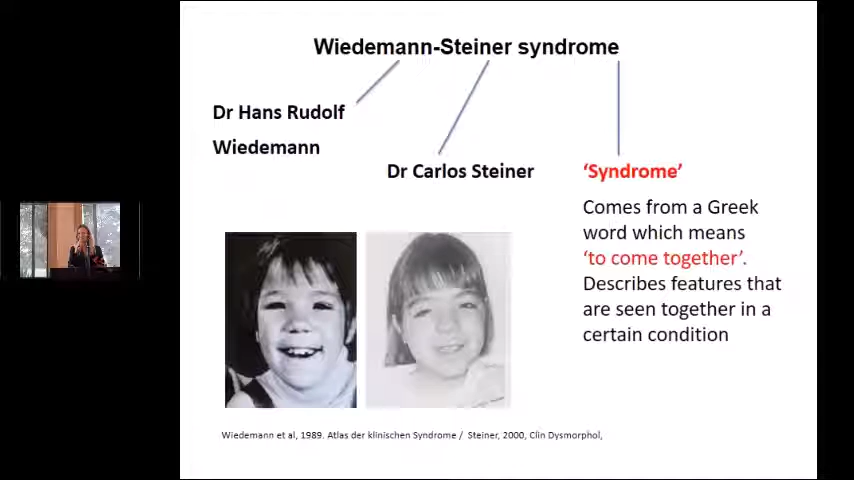 Wiedemann-Steiner syndrome
Dr Hans Rudolf
Wiedemann
Dr Carlos Steiner
‘Syndrome’
Comes from a Greek
word which means
‘to come together’.
Describes features that
are seen together in a
certain condition
Wiedemann et al, 1989. Atlas der klinischen Syndrome / Steiner, 2000, Clin Dysmorphol,